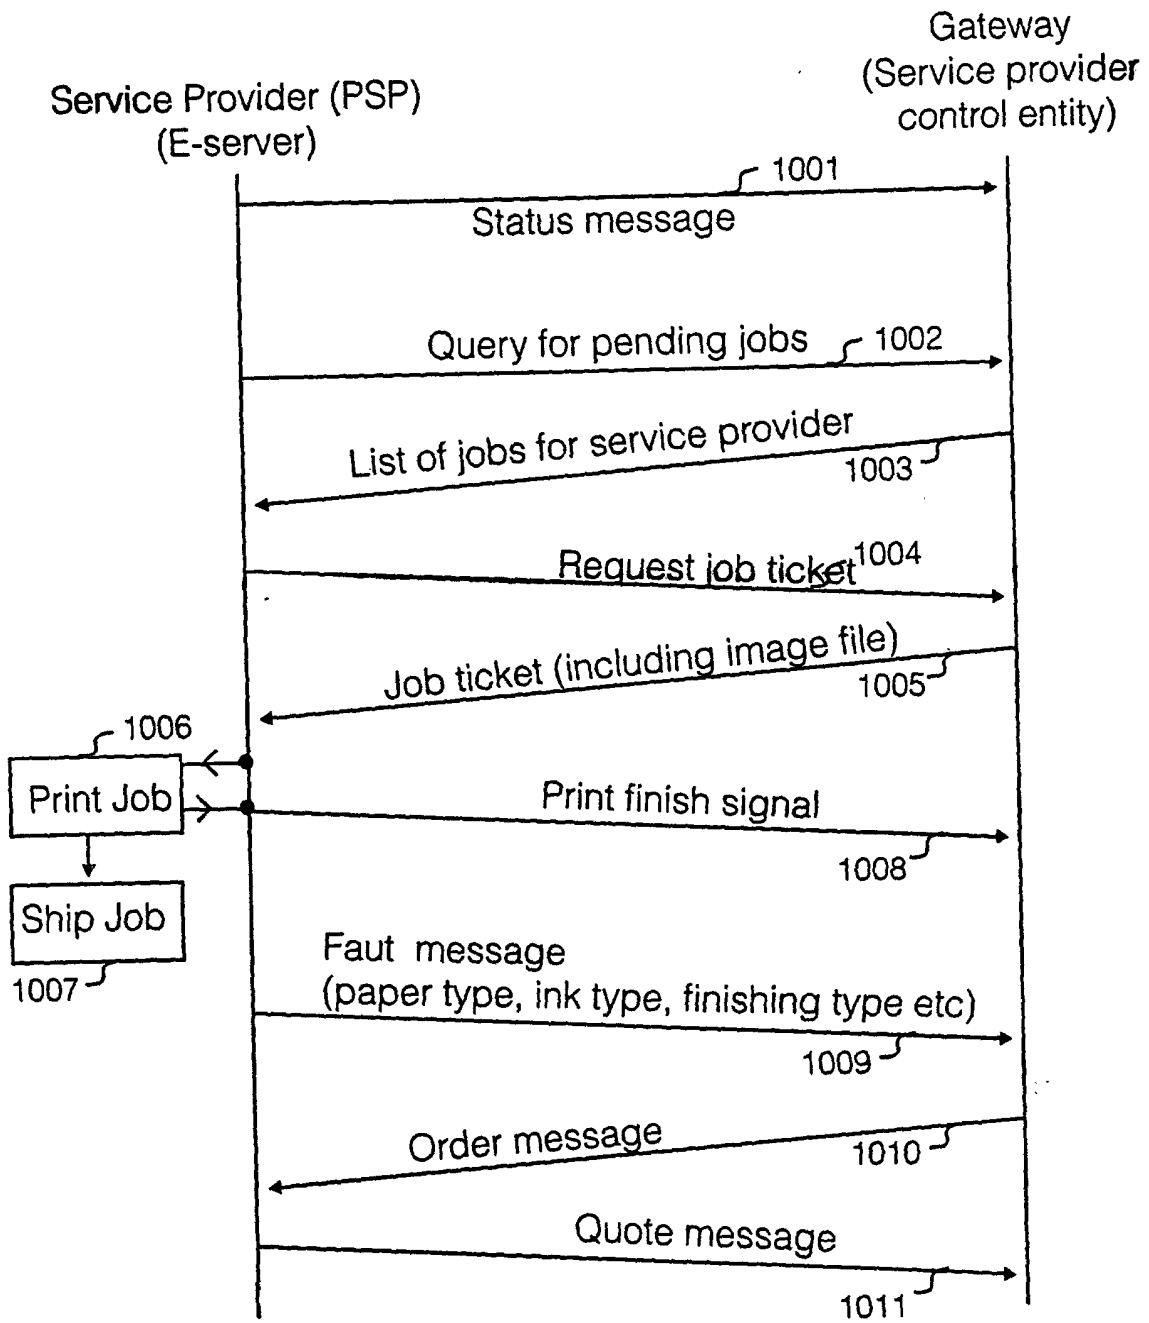 Gateway
(Service provider
control entity)
Service Provider (PSP)
(E-server)
1001
Status message
Query for pending jobs
1002
List of jobs for service provider
1003
Request job ticket
1004
Job ticket (including image file)
1005
1006
Print Job
Print finish signal
1008
Ship Job
1007
Faut message
(paper type, ink type, finishing type etc)
1009
Order message
1010
Quote message
1011